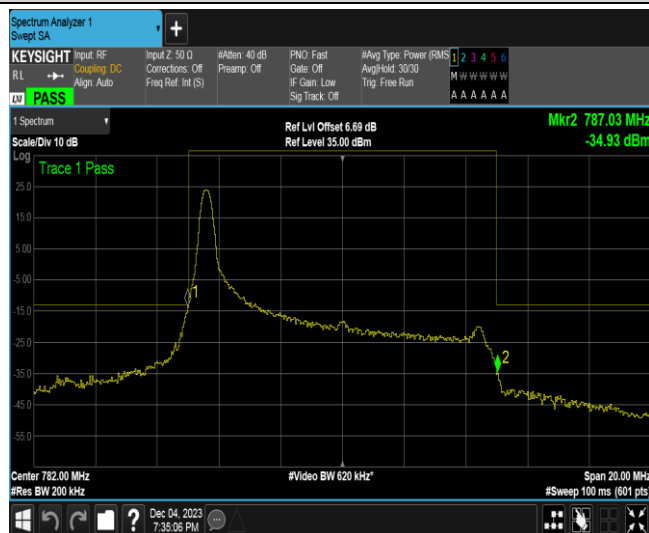 Spectrum Analyzer 1
Swept SA
+
KEYSIGHT Input: RF
RL Coupling: DC
Align: Auto
LXI PASS
Input Z: 50 Ω
Corrections: Off
Freq Ref: Int (S)
#Atten: 40 dB
Preamp: Off
PNO: Fast
Gate: Off
IF Gain: Low
Sig Track: Off
#Avg Type: Power (RMS
Avg|Hold: 30/30
Trig: Free Run
1 2 3 4 5 6
M W W W W W
A A A A A A
1 Spectrum
Scale/Div 10 dB
Ref Lvl Offset 6.69 dB
Ref Level 35.00 dBm
Mkr2 787.03 MHz
-34.93 dBm
Log
Trace 1 Pass
25.0
15.0
5.00
-5.00
-15.0
-25.0
-35.0
-45.0
-55.0
1
2
Center 782.00 MHz
#Res BW 200 kHz
#Video BW 620 kHz*
Span 20.00 MHz
#Sweep 100 ms (601 pts)
?
Dec 04, 2023
7:35:06 PM